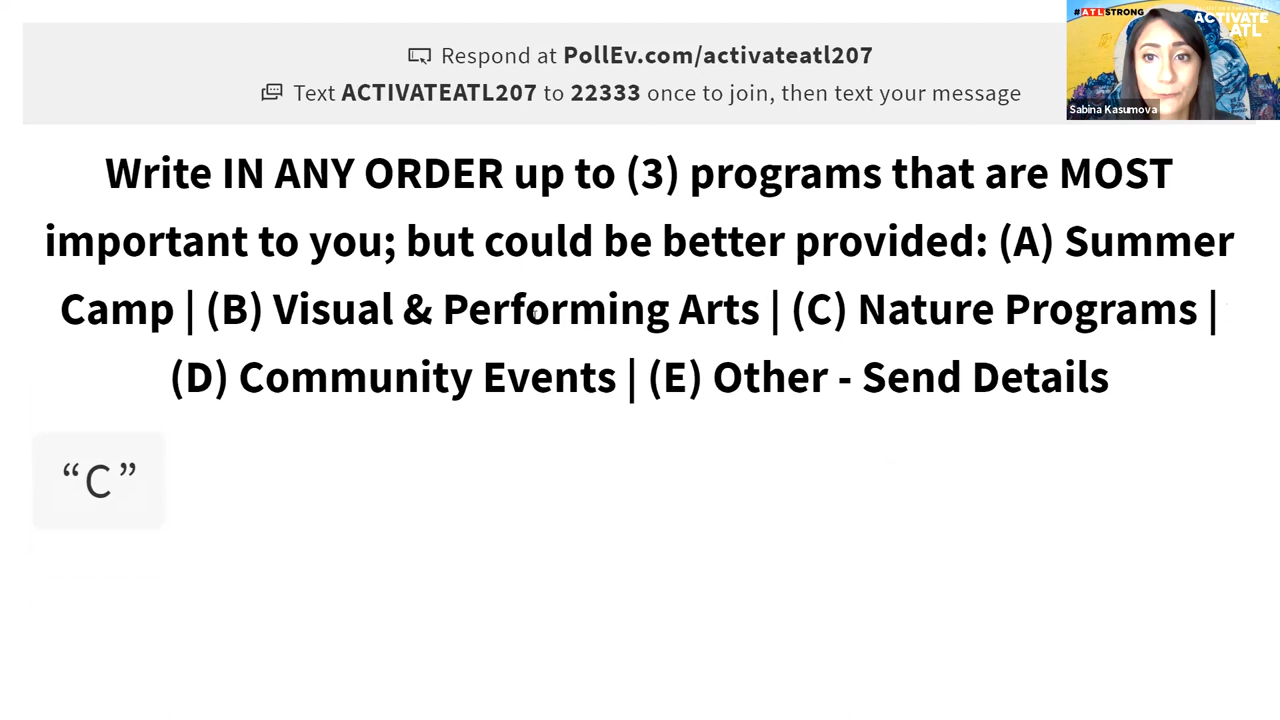 Respond at PollEv.com/activateatl207
Text ACTIVATEATL207 to 22333 once to join, then text your message
#ATLSTRONG
ACTIVATE
ATL
Sabina Kasumova
Write IN ANY ORDER up to (3) programs that are MOST
important to you; but could be better provided: (A) Summer
Camp | (B) Visual & Performing Arts | (C) Nature Programs |
(D) Community Events | (E) Other - Send Details
“C”